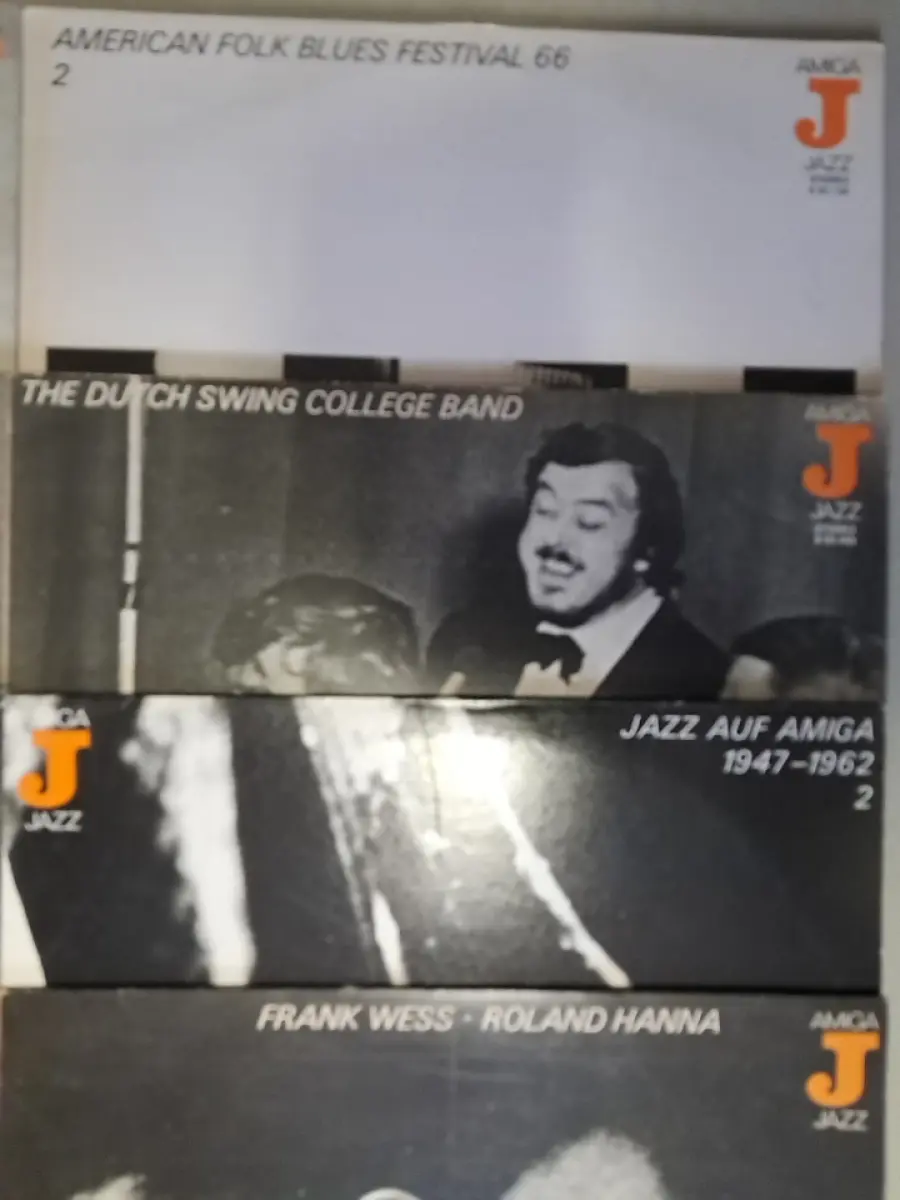 AMERICAN FOLK BLUES FESTIVAL 66
2
AMIGA
J
JAZZ
THE DUTCH SWING COLLEGE BAND
AMIGA
J
JAZZ
JAZZ AUF AMIGA
1947–1962
2
J
JAZZ
FRANK WESS · ROLAND HANNA
AMIGA
J
JAZZ